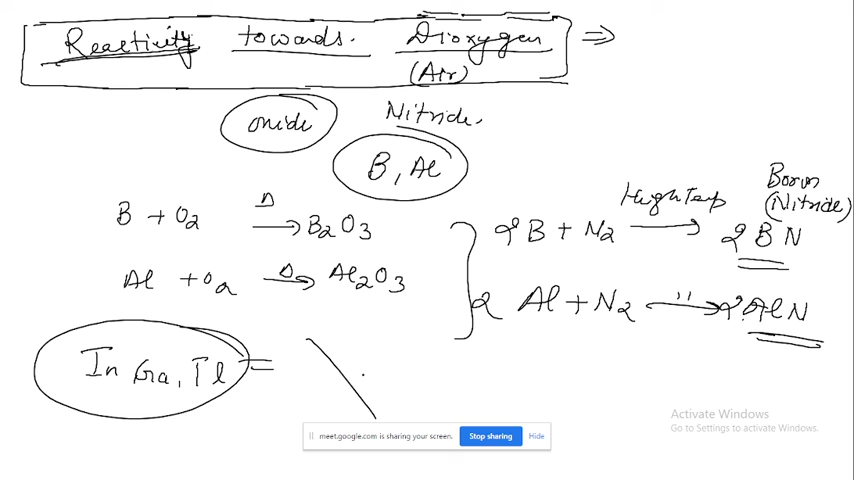 Reactivity towards Dioxygen ⇒
(Air)
oxide Nitride.
B, Al
B + O2 Δ→ B2O3
Al + O2 Δ→ Al2O3
2B + N2 High Temp→ 2BN
Boron
(Nitride)
2 Al + N2 "→ 2AlN
In Ga, Tl =
meet.google.com is sharing your screen. Stop sharing Hide
Activate Windows
Go to Settings to activate Windows.